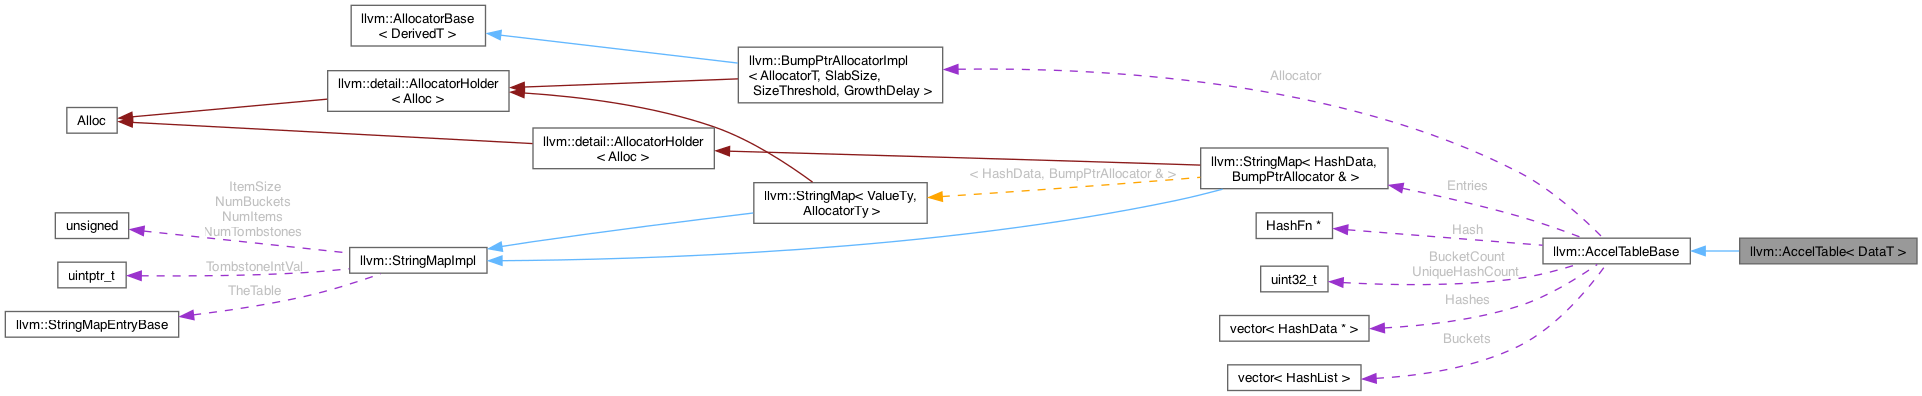 llvm::AllocatorBase
< DerivedT >
llvm::BumpPtrAllocatorImpl
< AllocatorT, SlabSize,
SizeThreshold, GrowthDelay >
Allocator
llvm::detail::AllocatorHolder
< Alloc >
Alloc
llvm::detail::AllocatorHolder
< Alloc >
llvm::StringMap< HashData,
BumpPtrAllocator & >
< HashData, BumpPtrAllocator & >
Entries
llvm::StringMap< ValueTy,
AllocatorTy >
ItemSize
NumBuckets
NumItems
NumTombstones
unsigned
HashFn *
Hash
llvm::AccelTableBase
llvm::AccelTable< DataT >
llvm::StringMapImpl
TombstoneIntVal
uintptr_t
BucketCount
UniqueHashCount
uint32_t
TheTable
llvm::StringMapEntryBase
Hashes
vector< HashData * >
Buckets
vector< HashList >